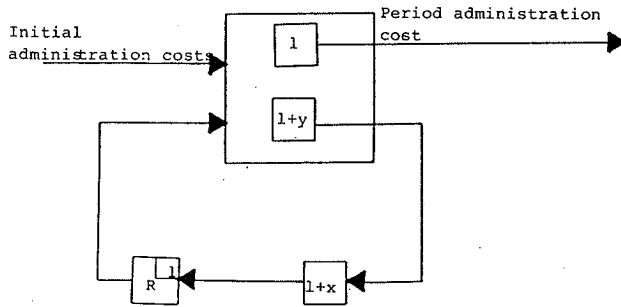 Period administration
cost
Initial
administration costs
1
1+y
R 1
1+x